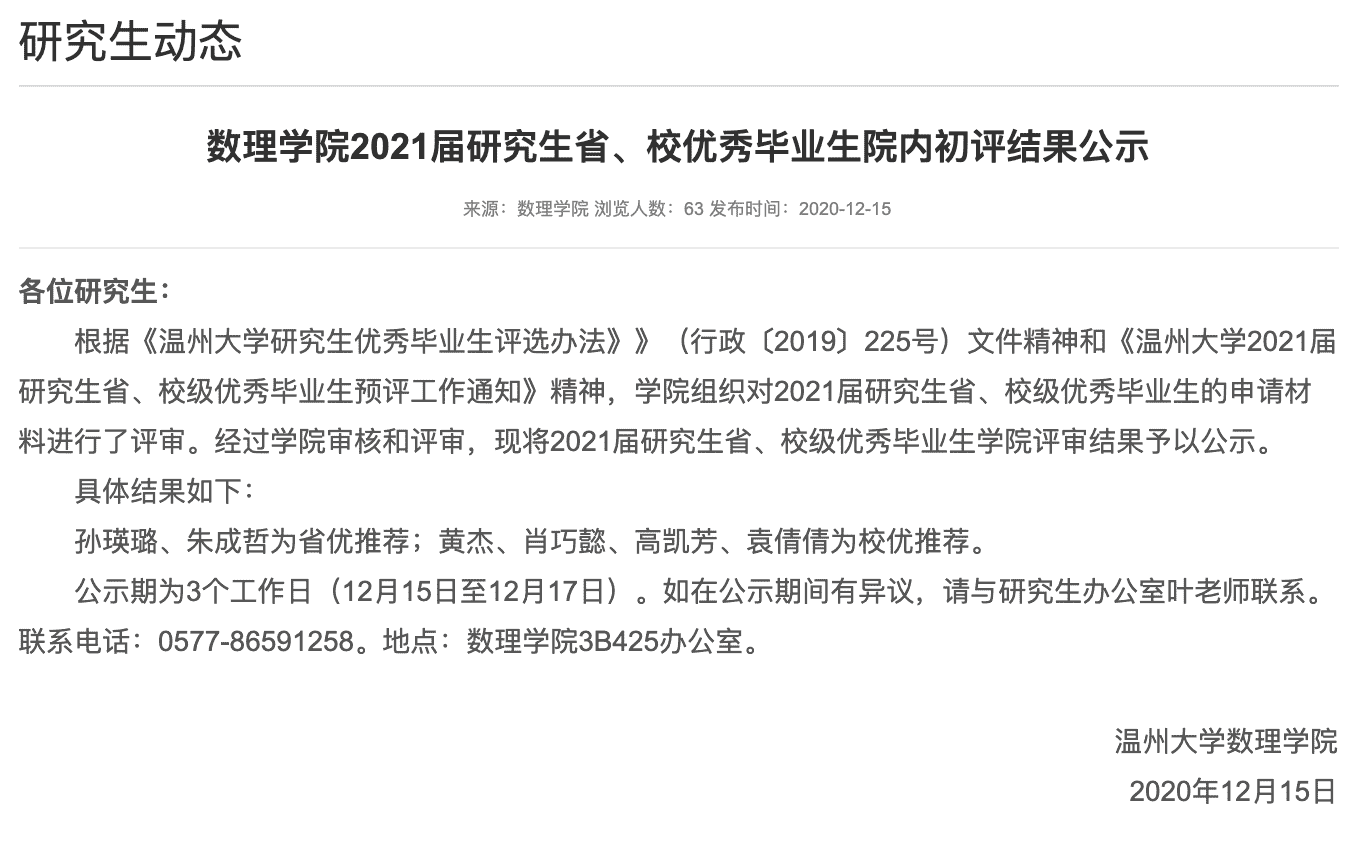 研究生动态
数理学院2021届研究生省、校优秀毕业生院内初评结果公示
来源：数理学院 浏览人数：63 发布时间：2020-12-15
各位研究生：
根据《温州大学研究生优秀毕业生评选办法》》（行政〔2019〕225号）文件精神和《温州大学2021届
研究生省、校级优秀毕业生预评工作通知》精神，学院组织对2021届研究生省、校级优秀毕业生的申请材
料进行了评审。经过学院审核和评审，现将2021届研究生省、校级优秀毕业生学院评审结果予以公示。
具体结果如下：
孙瑛璐、朱成哲为省优推荐；黄杰、肖巧懿、高凯芳、袁倩倩为校优推荐。
公示期为3个工作日（12月15日至12月17日）。如在公示期间有异议，请与研究生办公室叶老师联系。
联系电话：0577-86591258。地点：数理学院3B425办公室。
温州大学数理学院
2020年12月15日